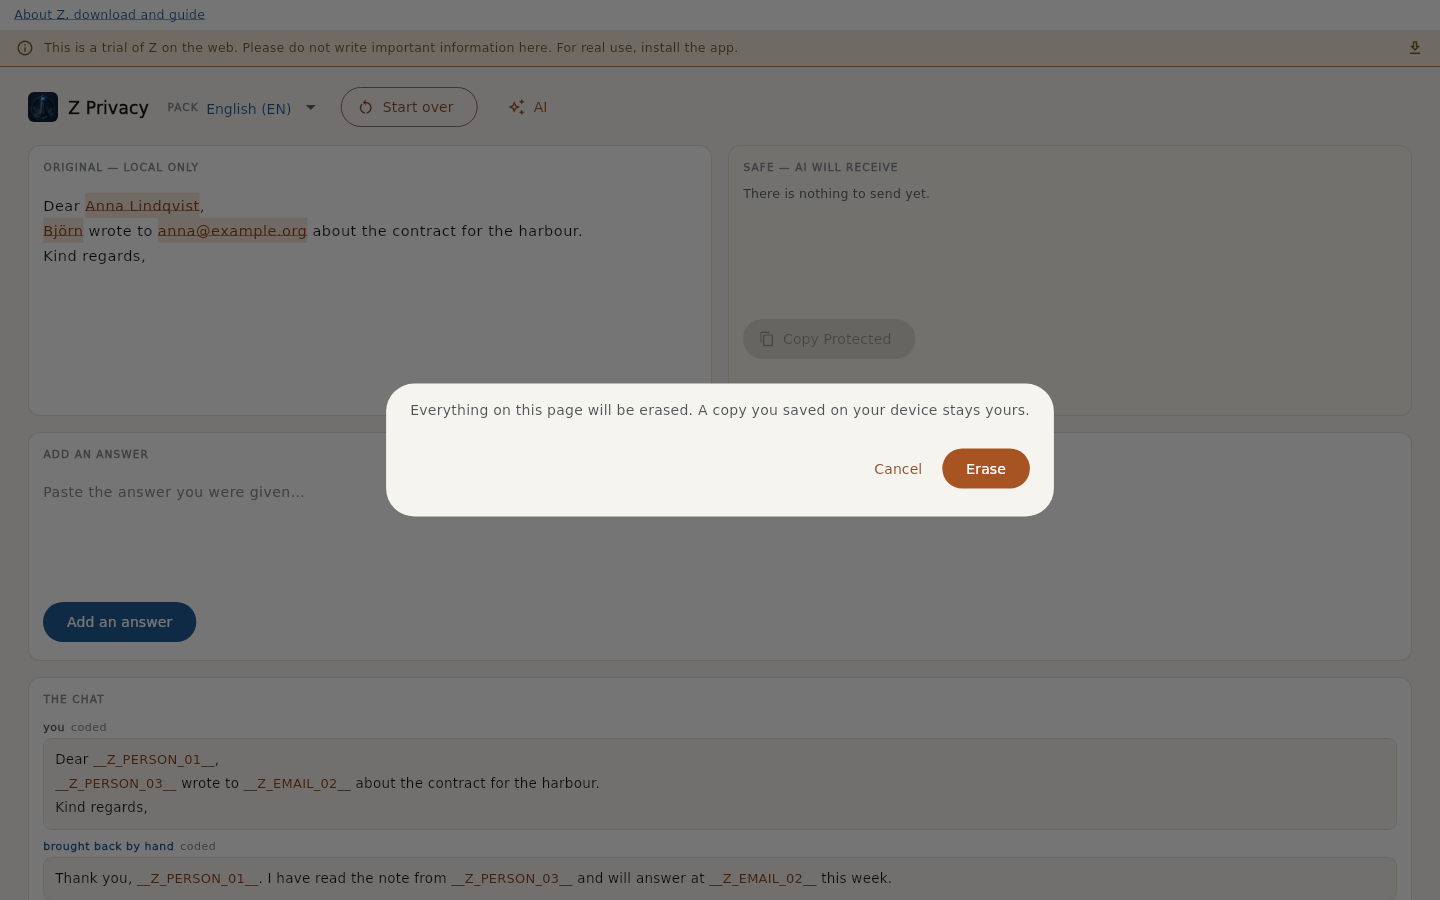 About Z, download and guide
This is a trial of Z on the web. Please do not write important information here. For real use, install the app.
Z Privacy
PACK English (EN)
Start over
AI
ORIGINAL — LOCAL ONLY
Dear Anna Lindqvist,
Björn wrote to anna@example.org about the contract for the harbour.
Kind regards,
SAFE — AI WILL RECEIVE
There is nothing to send yet.
Copy Protected
Everything on this page will be erased. A copy you saved on your device stays yours.
Cancel
Erase
ADD AN ANSWER
Paste the answer you were given...
Add an answer
THE CHAT
you coded
Dear __Z_PERSON_01__,
__Z_PERSON_03__ wrote to __Z_EMAIL_02__ about the contract for the harbour.
Kind regards,
brought back by hand coded
Thank you, __Z_PERSON_01__. I have read the note from __Z_PERSON_03__ and will answer at __Z_EMAIL_02__ this week.